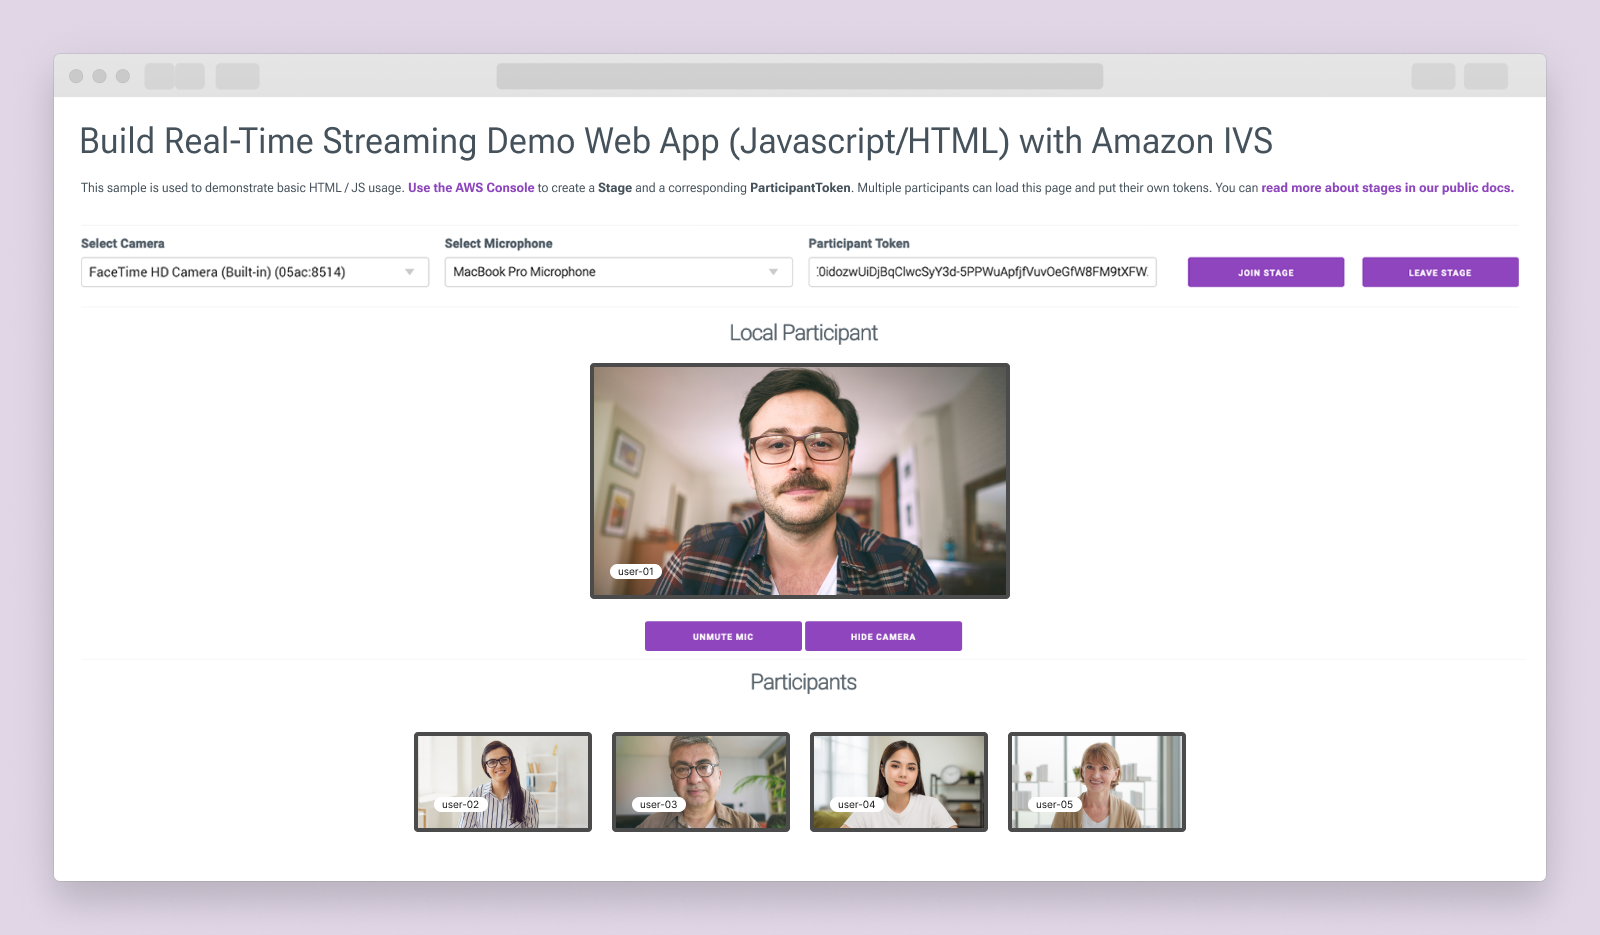 Build Real-Time Streaming Demo Web App (Javascript/HTML) with Amazon IVS
This sample is used to demonstrate basic HTML / JS usage. Use the AWS Console to create a Stage and a corresponding ParticipantToken. Multiple participants can load this page and put their own tokens. You can read more about stages in our public docs.
Select Camera
Select Microphone
Participant Token
FaceTime HD Camera (Built-in) (05ac:8514)
MacBook Pro Microphone
JOIN STAGE
LEAVE STAGE
Local Participant
user-01
UNMUTE MIC
HIDE CAMERA
Participants
user-02
user-03
user-04
user-05